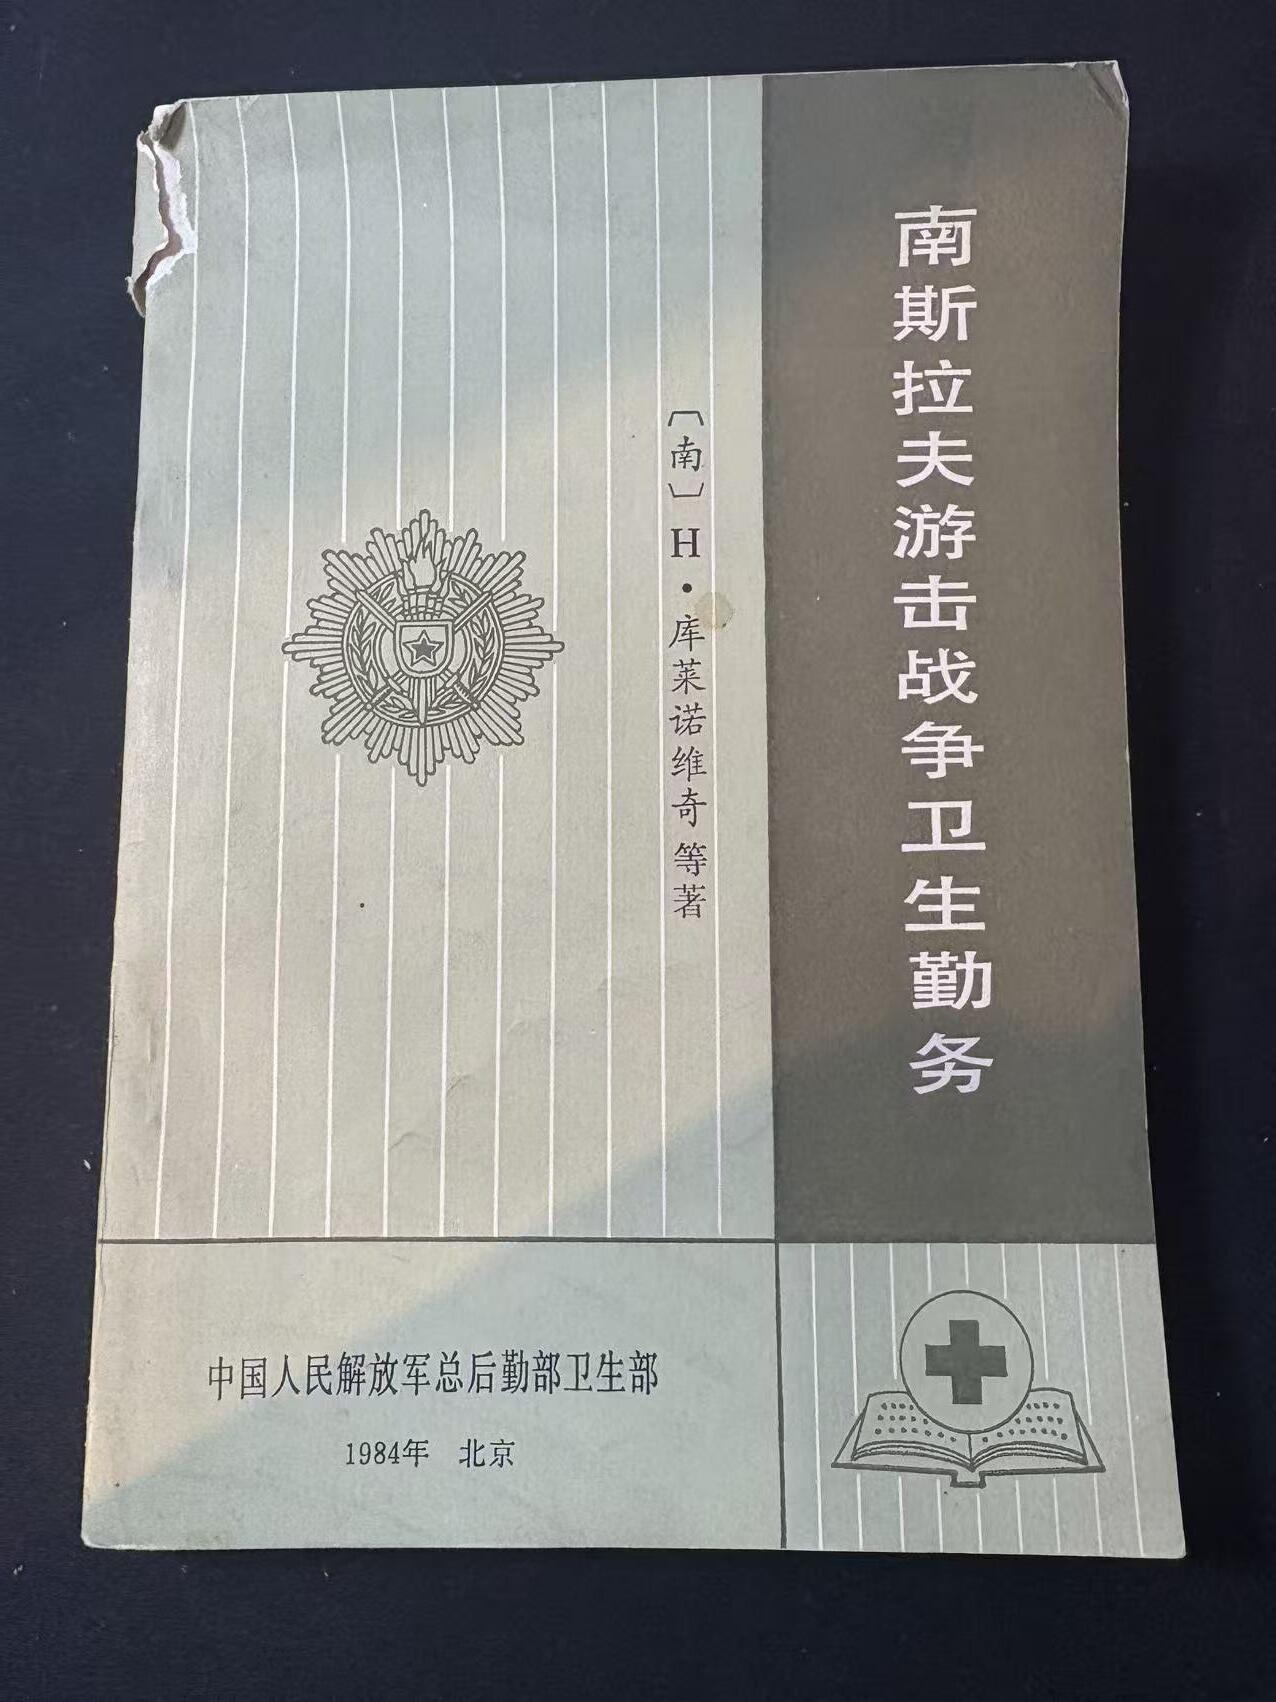 南斯拉夫游击战争卫生勤务
〔南〕H·库莱诺维奇等著
中国人民解放军总后勤部卫生部
1984年 北京